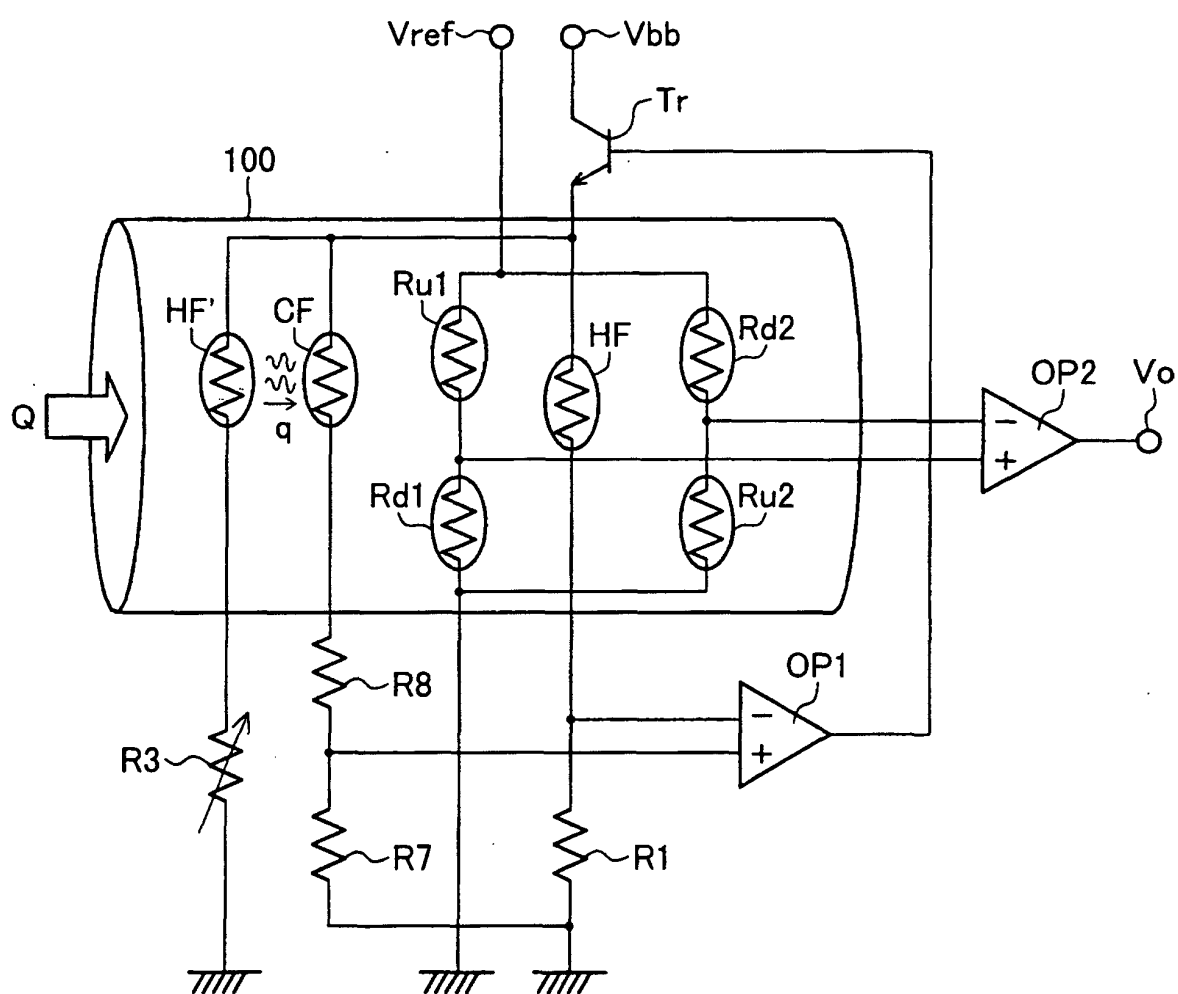 Vref
Vbb
Tr
100
Ru1
HF'
CF
HF
Rd2
OP2
Vo
Q
q
−
+
Rd1
Ru2
OP1
R8
−
+
R3
R7
R1